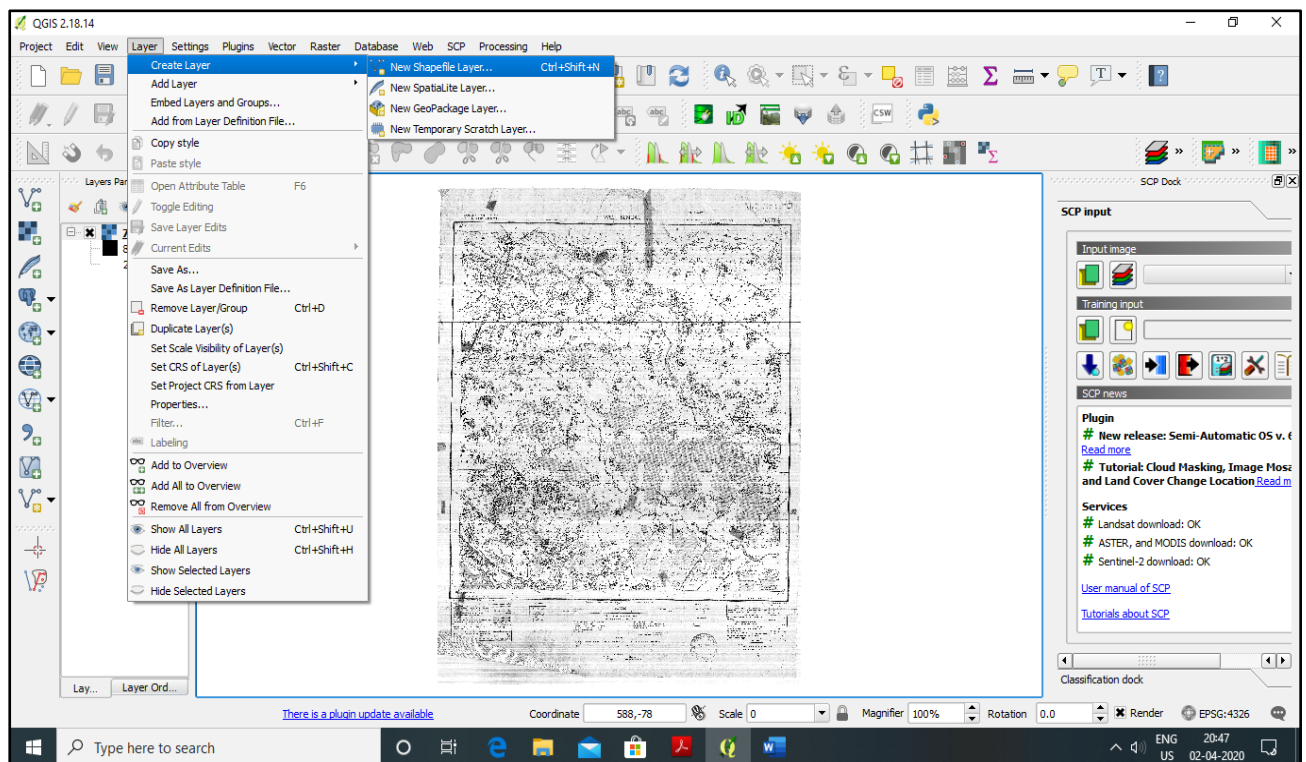 QGIS 2.18.14
Project Edit View Layer Settings Plugins Vector Raster Database Web SCP Processing Help
Create Layer
Add Layer
Embed Layers and Groups...
Add from Layer Definition File...
Copy style
Paste style
Open Attribute Table F6
Toggle Editing
Save Layer Edits
Current Edits
Save As...
Save As Layer Definition File...
Remove Layer/Group Ctrl+D
Duplicate Layer(s)
Set Scale Visibility of Layer(s)
Set CRS of Layer(s) Ctrl+Shift+C
Set Project CRS from Layer
Properties...
Filter... Ctrl+F
Labeling
Add to Overview
Add All to Overview
Remove All from Overview
Show All Layers Ctrl+Shift+U
Hide All Layers Ctrl+Shift+H
Show Selected Layers
Hide Selected Layers
New Shapefile Layer... Ctrl+Shift+N
New SpatiaLite Layer...
New GeoPackage Layer...
New Temporary Scratch Layer...
abc abc CSW
Layers Par
7
8
2
Lay... Layer Ord...
SCP Dock
SCP input
Input image
Training input
SCP news
Plugin
# New release: Semi-Automatic OS v. 6
Read more
# Tutorial: Cloud Masking, Image Mosa
and Land Cover Change Location Read m
Services
# Landsat download: OK
# ASTER, and MODIS download: OK
# Sentinel-2 download: OK
User manual of SCP
Tutorials about SCP
Classification dock
There is a plugin update available Coordinate 588,-78 Scale 0 Magnifier 100% Rotation 0.0 Render EPSG:4326
Type here to search
ENG 20:47
US 02-04-2020